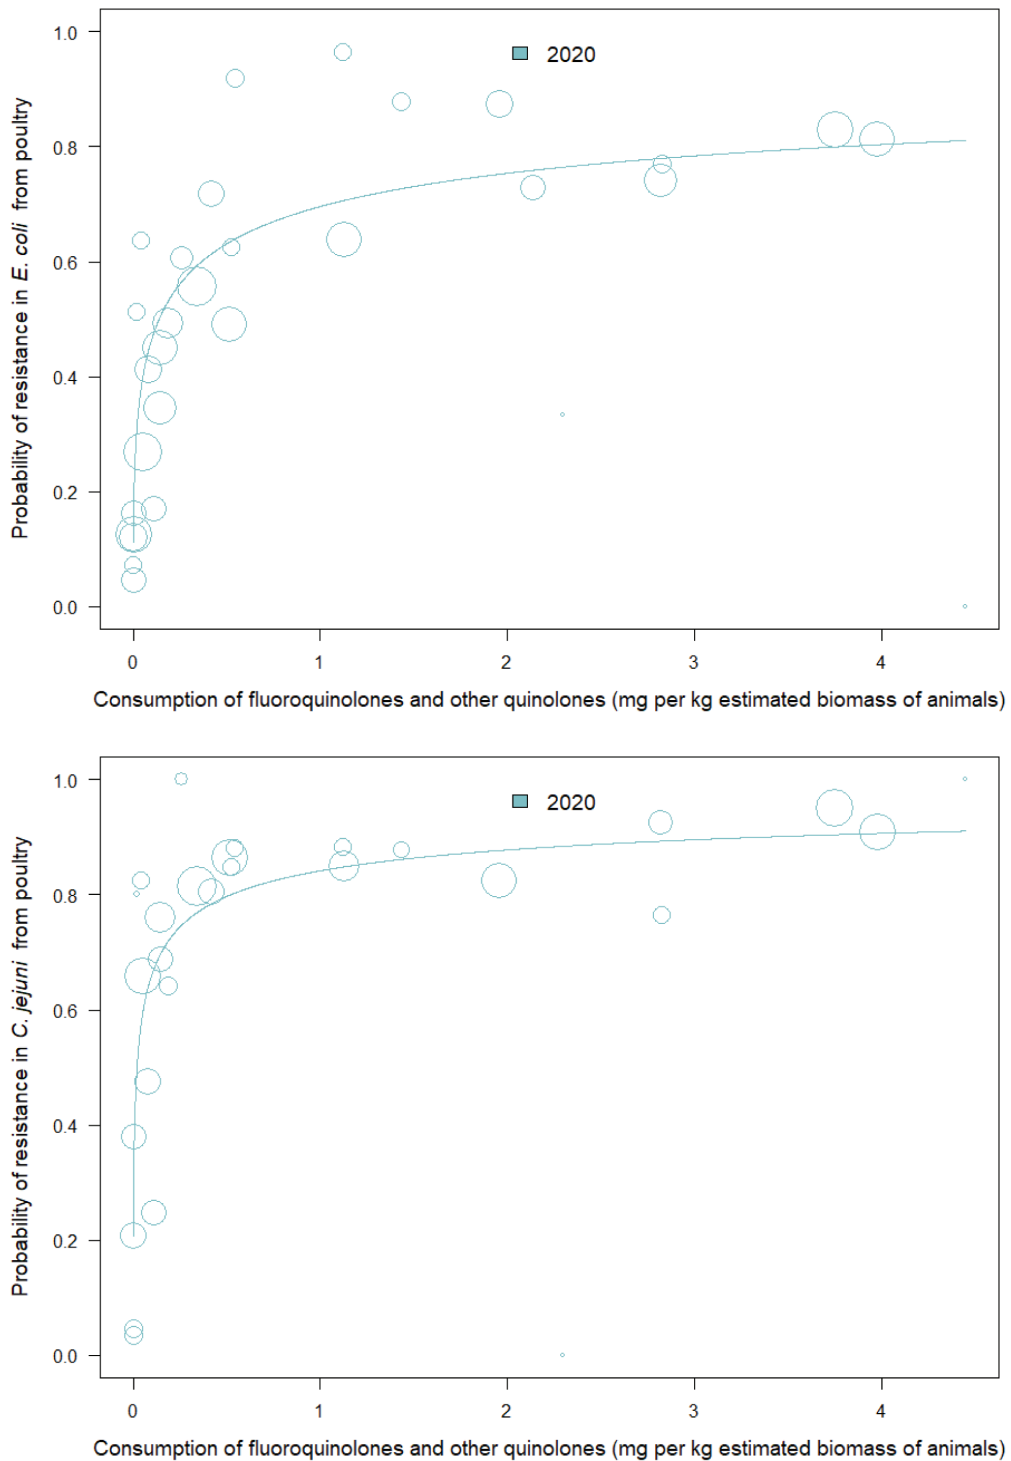 Probability of resistance in E. coli from poultry
1.0
0.8
0.6
0.4
0.2
0.0
2020
0 1 2 3 4
Consumption of fluoroquinolones and other quinolones (mg per kg estimated biomass of animals)
Probability of resistance in C. jejuni from poultry
1.0
0.8
0.6
0.4
0.2
0.0
2020
0 1 2 3 4
Consumption of fluoroquinolones and other quinolones (mg per kg estimated biomass of animals)